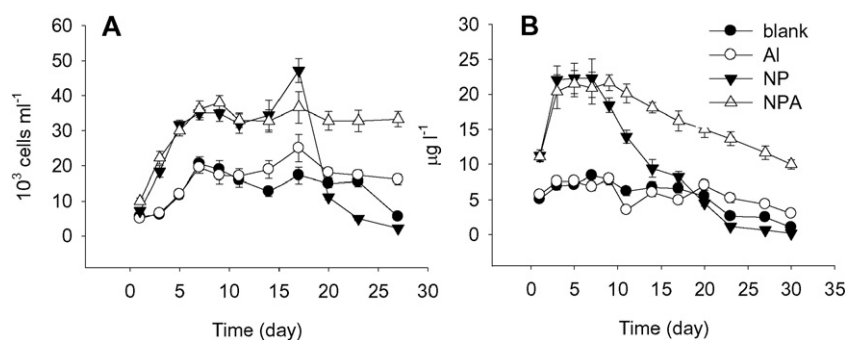 A
10³ cells ml⁻¹
60
50
40
30
20
10
0
0 5 10 15 20 25 30
Time (day)
B
µg l⁻¹
30
25
20
15
10
5
0
0 5 10 15 20 25 30 35
Time (day)
blank
Al
NP
NPA